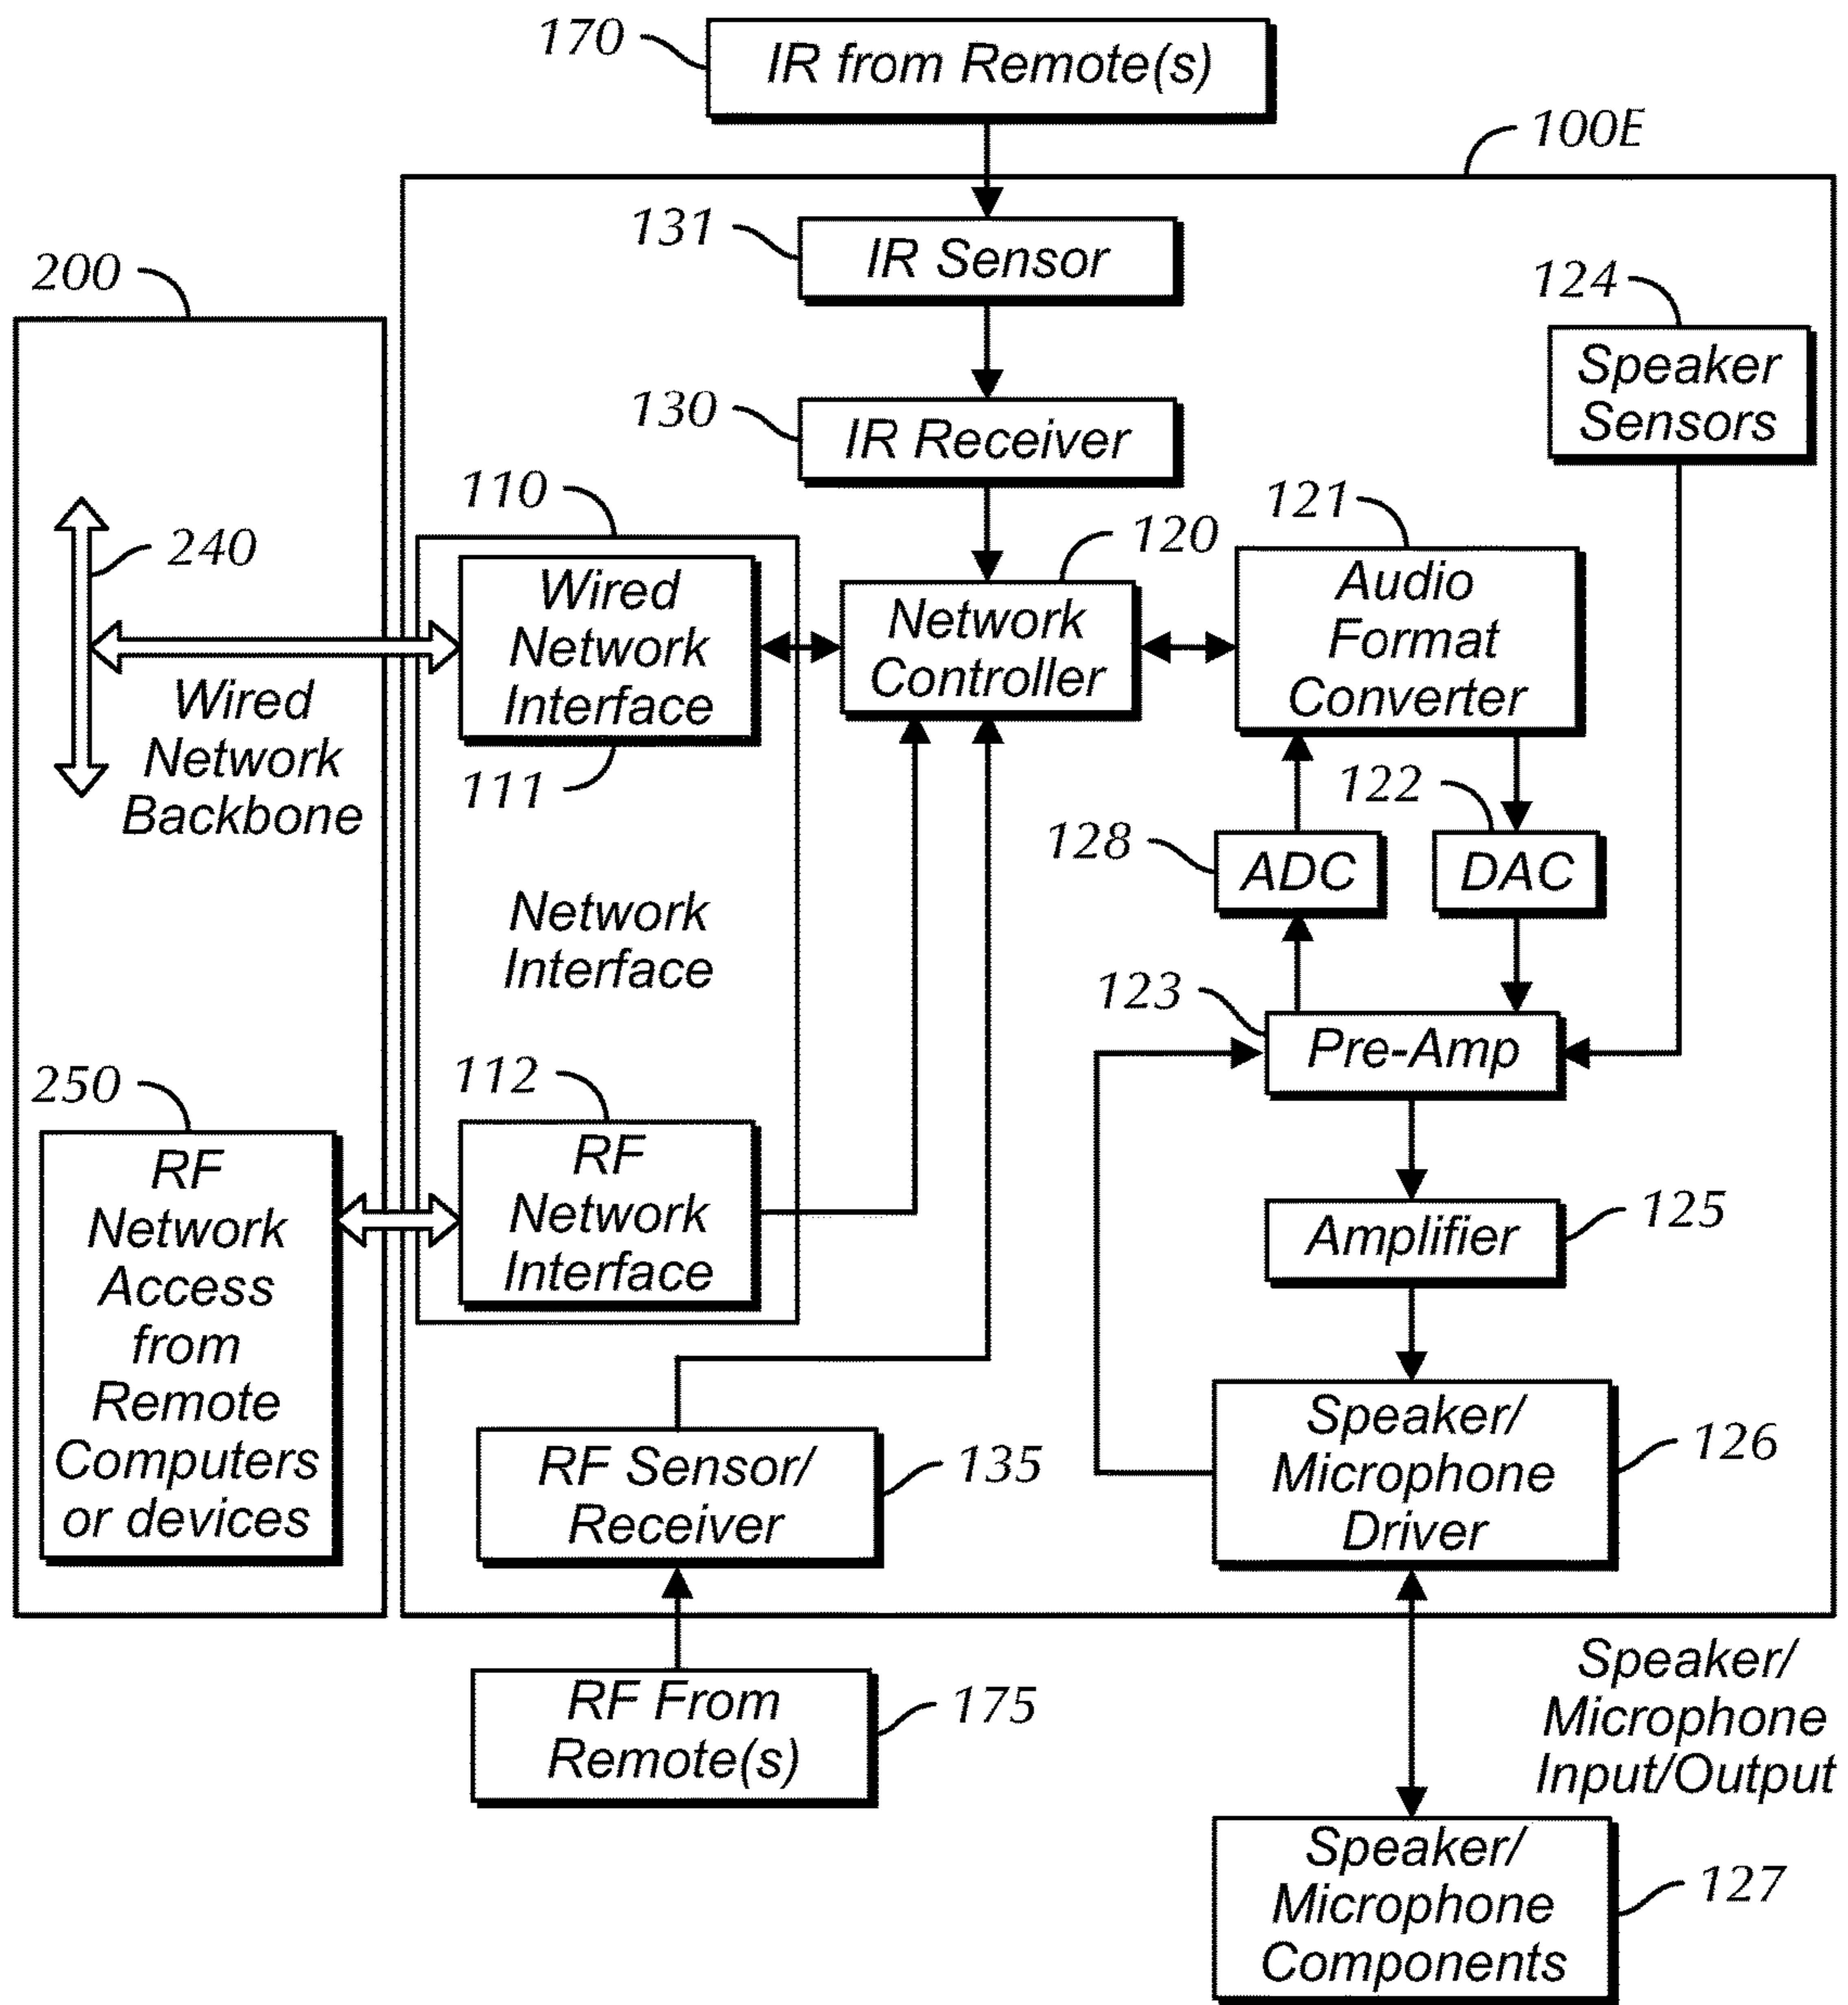 170
IR from Remote(s)
100E
131
IR Sensor
200
124
Speaker
Sensors
130
IR Receiver
110
121
240
120
Wired
Network
Interface
Network
Controller
Audio
Format
Converter
Wired
Network
Backbone
111
122
128
ADC
DAC
Network
Interface
123
Pre-Amp
250
112
RF
Network
Access
from
Remote
Computers
or devices
RF
Network
Interface
Amplifier
125
Speaker/
Microphone
Driver
126
RF Sensor/
Receiver
135
Speaker/
Microphone
Input/Output
RF From
Remote(s)
175
Speaker/
Microphone
Components
127